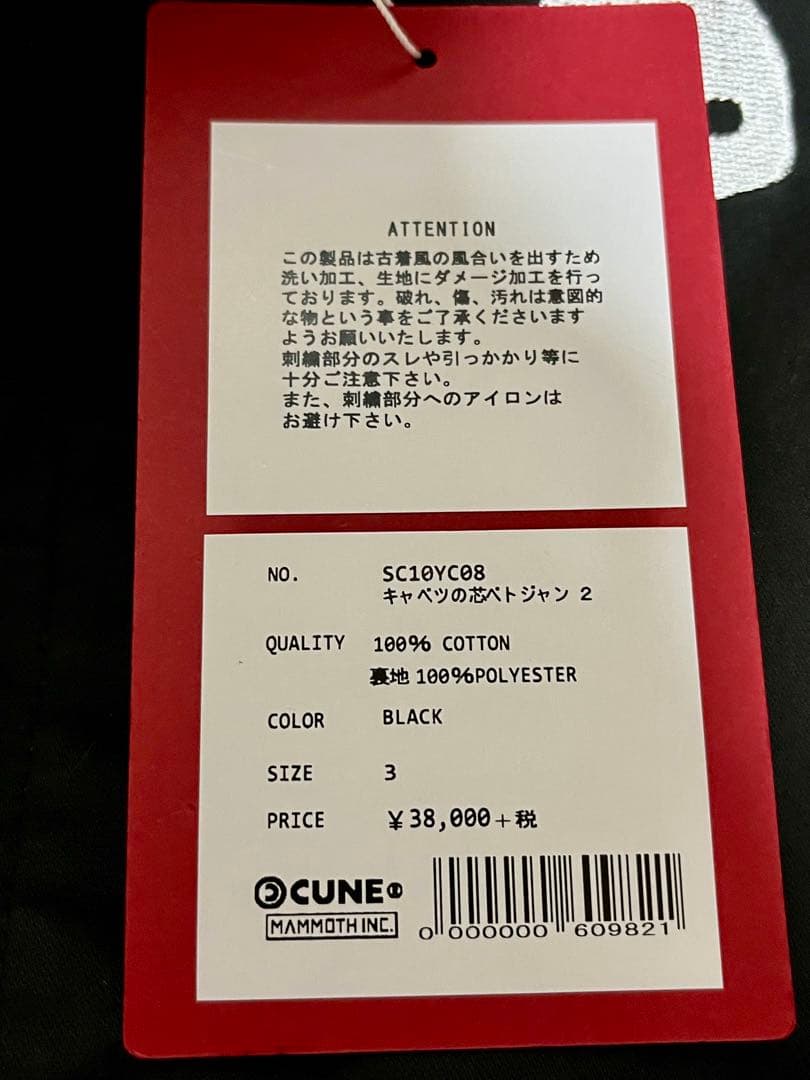 ATTENTION
この製品は古着風の風合いを出すため
洗い加工、生地にダメージ加工を行っ
ております。破れ、傷、汚れは意図的
な物という事をご了承くださいます
ようお願いいたします。
刺繍部分のスレや引っかかり等に
十分ご注意下さい。
また、刺繍部分へのアイロンは
お避け下さい。
NO. SC10YC08
キャベツの芯ベトジャン 2
QUALITY 100% COTTON
裏地 100%POLYESTER
COLOR BLACK
SIZE 3
PRICE ¥38,000+税
CUNE
MAMMOTH INC.
0 000000 609821